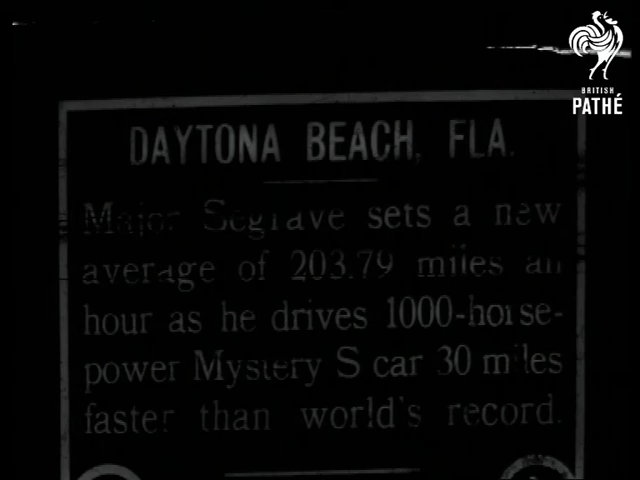 BRITISH
PATHÉ
DAYTONA BEACH, FLA.
Major Segrave sets a new
average of 203.79 miles an
hour as he drives 1000-horse-
power Mystery S car 30 miles
faster than world's record.